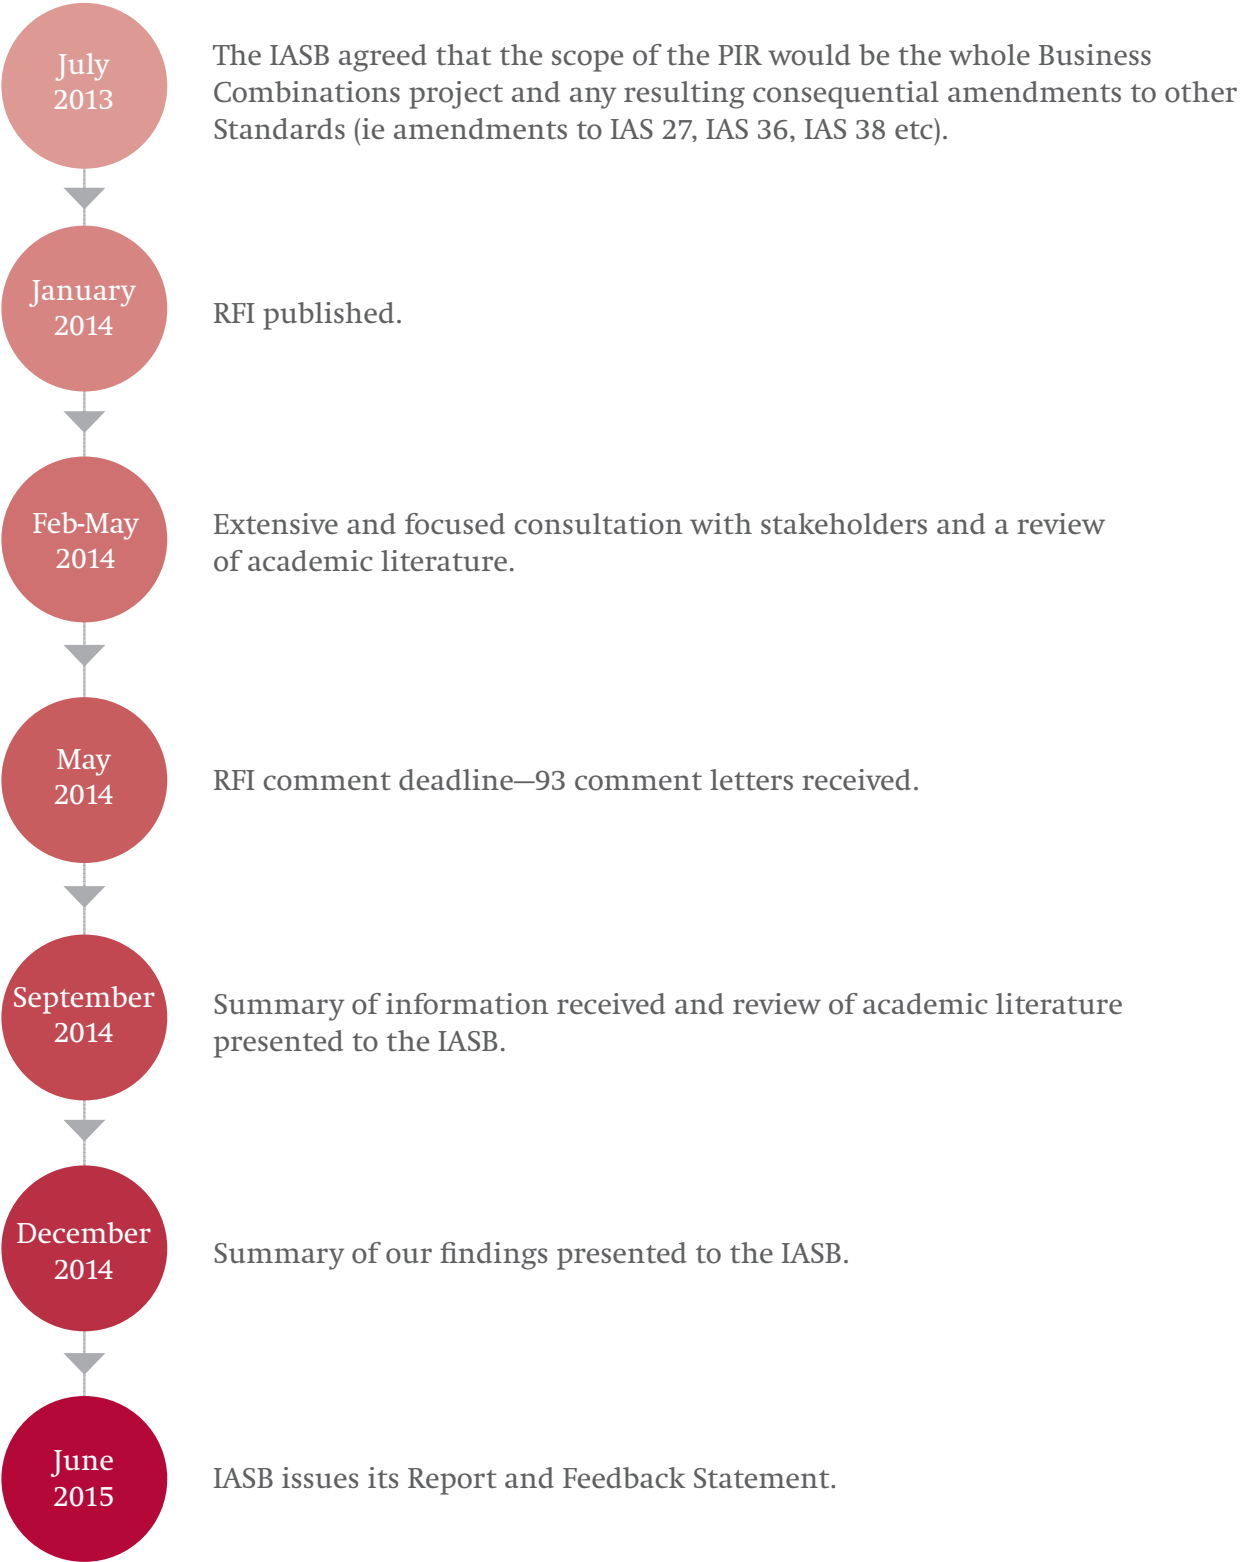 July
2013
The IASB agreed that the scope of the PIR would be the whole Business
Combinations project and any resulting consequential amendments to other
Standards (ie amendments to IAS 27, IAS 36, IAS 38 etc).
January
2014
RFI published.
Feb-May
2014
Extensive and focused consultation with stakeholders and a review
of academic literature.
May
2014
RFI comment deadline—93 comment letters received.
September
2014
Summary of information received and review of academic literature
presented to the IASB.
December
2014
Summary of our findings presented to the IASB.
June
2015
IASB issues its Report and Feedback Statement.